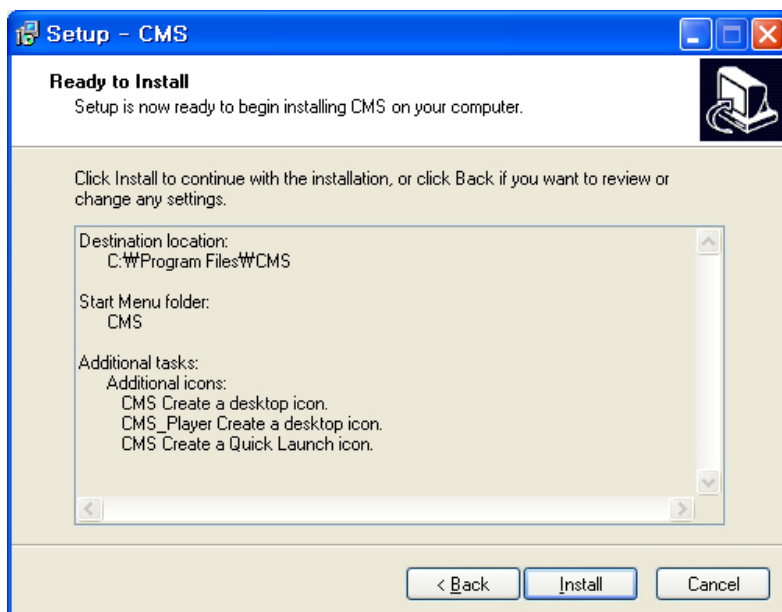 Setup - CMS
Ready to Install
Setup is now ready to begin installing CMS on your computer.
Click Install to continue with the installation, or click Back if you want to review or
change any settings.
Destination location:
C:₩Program Files₩CMS
Start Menu folder:
CMS
Additional tasks:
Additional icons:
CMS Create a desktop icon.
CMS_Player Create a desktop icon.
CMS Create a Quick Launch icon.
< Back
Install
Cancel